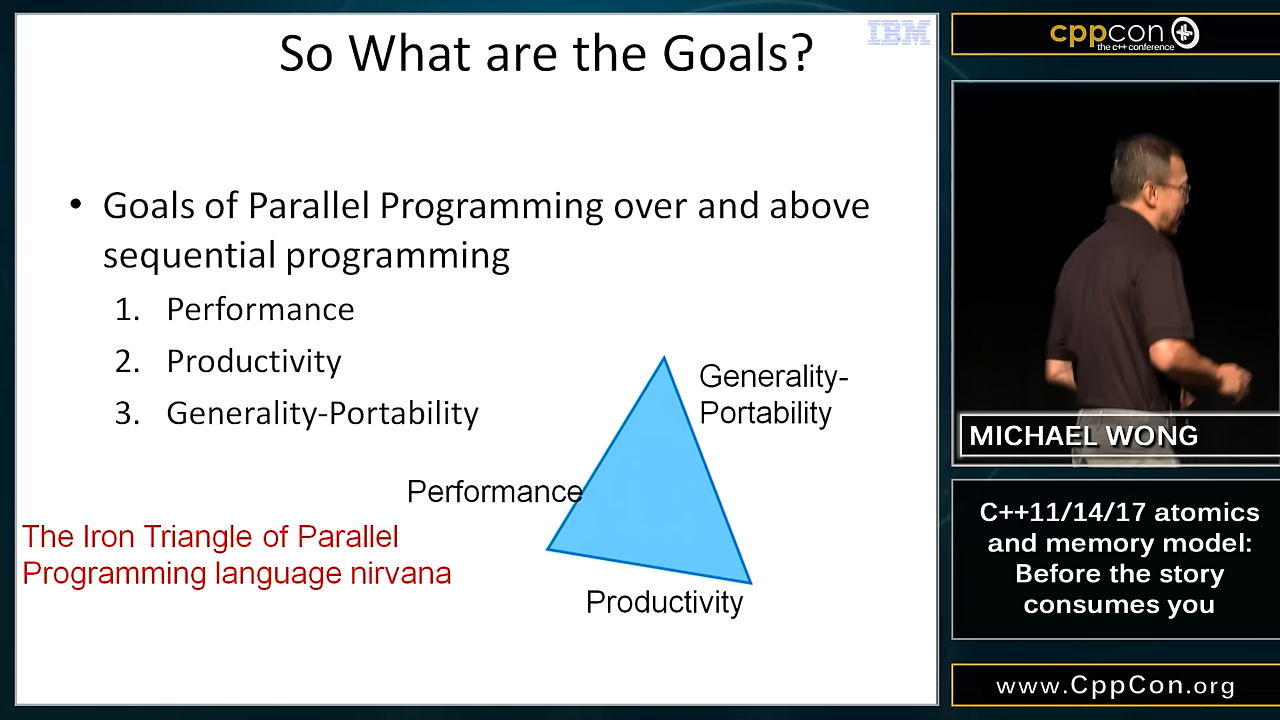 So What are the Goals?
IBM
• Goals of Parallel Programming over and above
sequential programming
1. Performance
2. Productivity
3. Generality-Portability
Generality-
Portability
Performance
Productivity
The Iron Triangle of Parallel
Programming language nirvana
cppcon
the c++ conference
MICHAEL WONG
C++11/14/17 atomics
and memory model:
Before the story
consumes you
www.CppCon.org